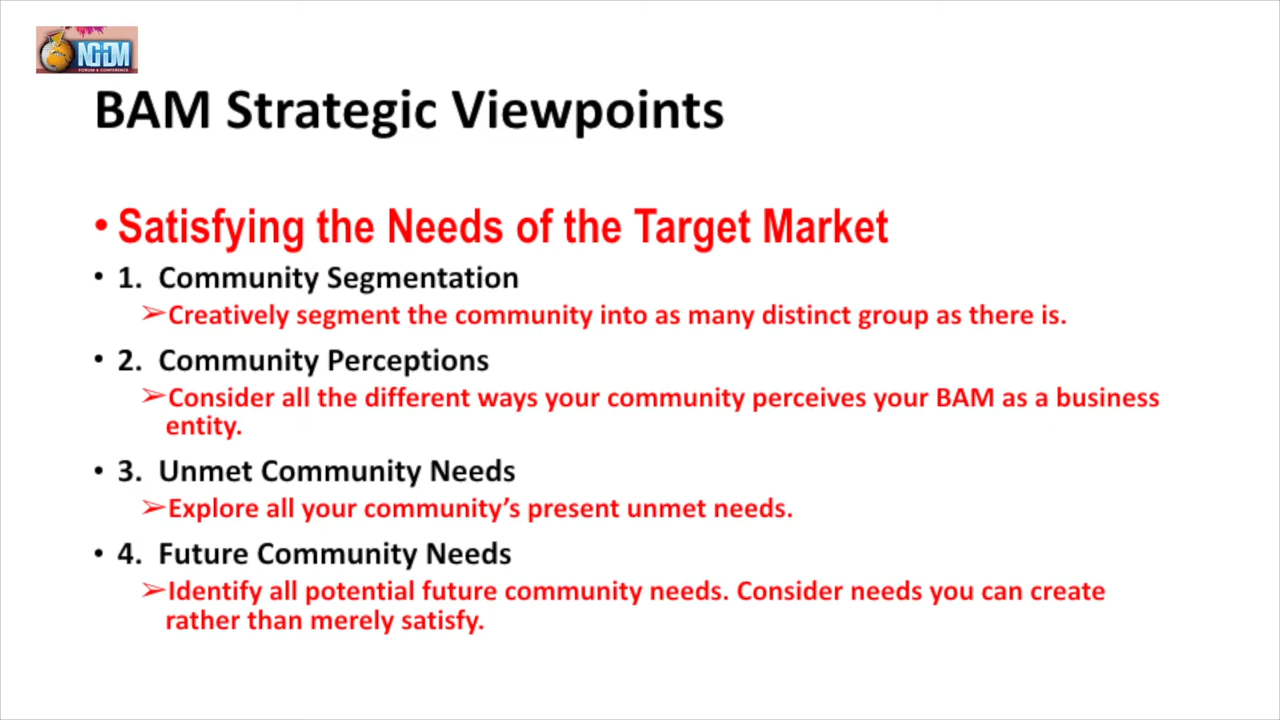 NGIDM
FORUM & CONFERENCE
BAM Strategic Viewpoints
• Satisfying the Needs of the Target Market
• 1. Community Segmentation
➢Creatively segment the community into as many distinct group as there is.
• 2. Community Perceptions
➢Consider all the different ways your community perceives your BAM as a business
entity.
• 3. Unmet Community Needs
➢Explore all your community’s present unmet needs.
• 4. Future Community Needs
➢Identify all potential future community needs. Consider needs you can create
rather than merely satisfy.